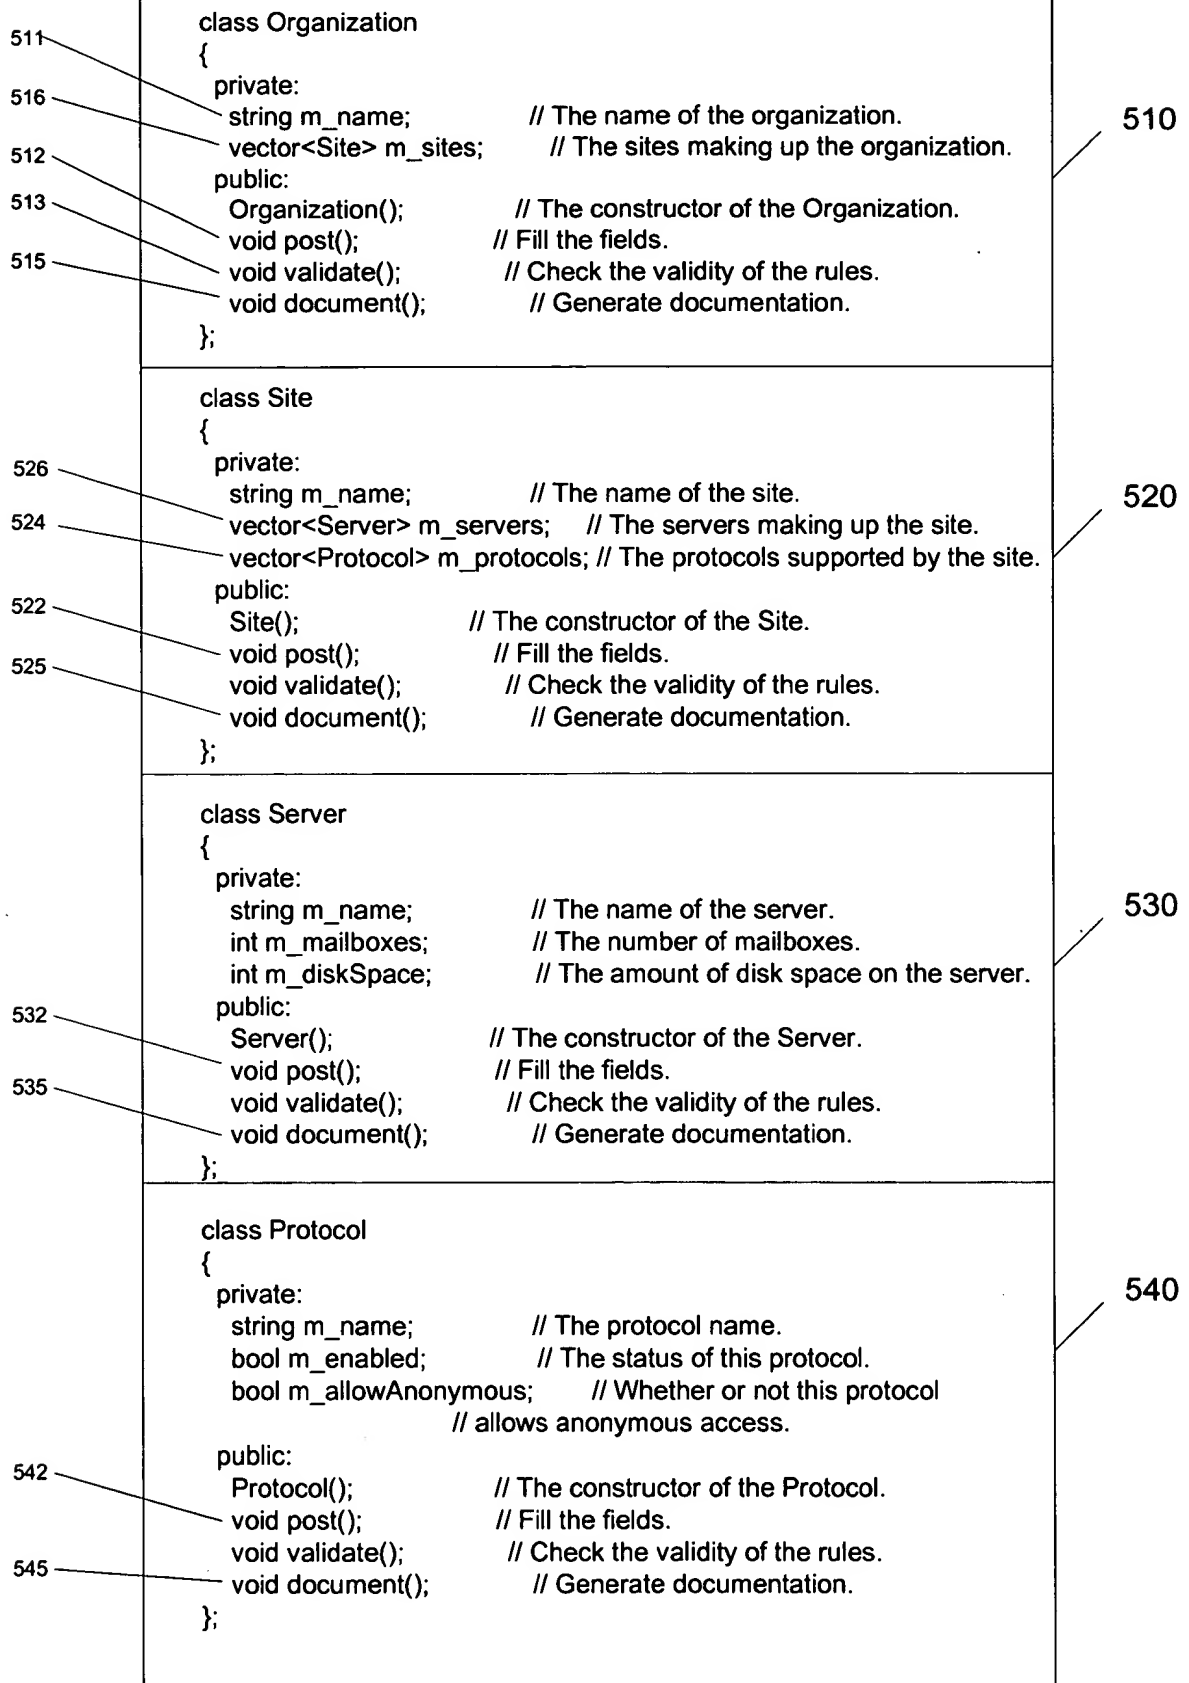 class Organization
511
{
private:
516
string m_name; // The name of the organization.
510
vector<Site> m_sites; // The sites making up the organization.
512
public:
513
Organization(); // The constructor of the Organization.
void post(); // Fill the fields.
515
void validate(); // Check the validity of the rules.
void document(); // Generate documentation.
};
class Site
{
526
private:
string m_name; // The name of the site.
520
524
vector<Server> m_servers; // The servers making up the site.
vector<Protocol> m_protocols; // The protocols supported by the site.
public:
522
Site(); // The constructor of the Site.
void post(); // Fill the fields.
525
void validate(); // Check the validity of the rules.
void document(); // Generate documentation.
};
class Server
{
private:
string m_name; // The name of the server.
530
int m_mailboxes; // The number of mailboxes.
int m_diskSpace; // The amount of disk space on the server.
public:
532
Server(); // The constructor of the Server.
void post(); // Fill the fields.
535
void validate(); // Check the validity of the rules.
void document(); // Generate documentation.
};
class Protocol
{
private:
540
string m_name; // The protocol name.
bool m_enabled; // The status of this protocol.
bool m_allowAnonymous; // Whether or not this protocol
// allows anonymous access.
public:
542
Protocol(); // The constructor of the Protocol.
void post(); // Fill the fields.
void validate(); // Check the validity of the rules.
545
void document(); // Generate documentation.
};